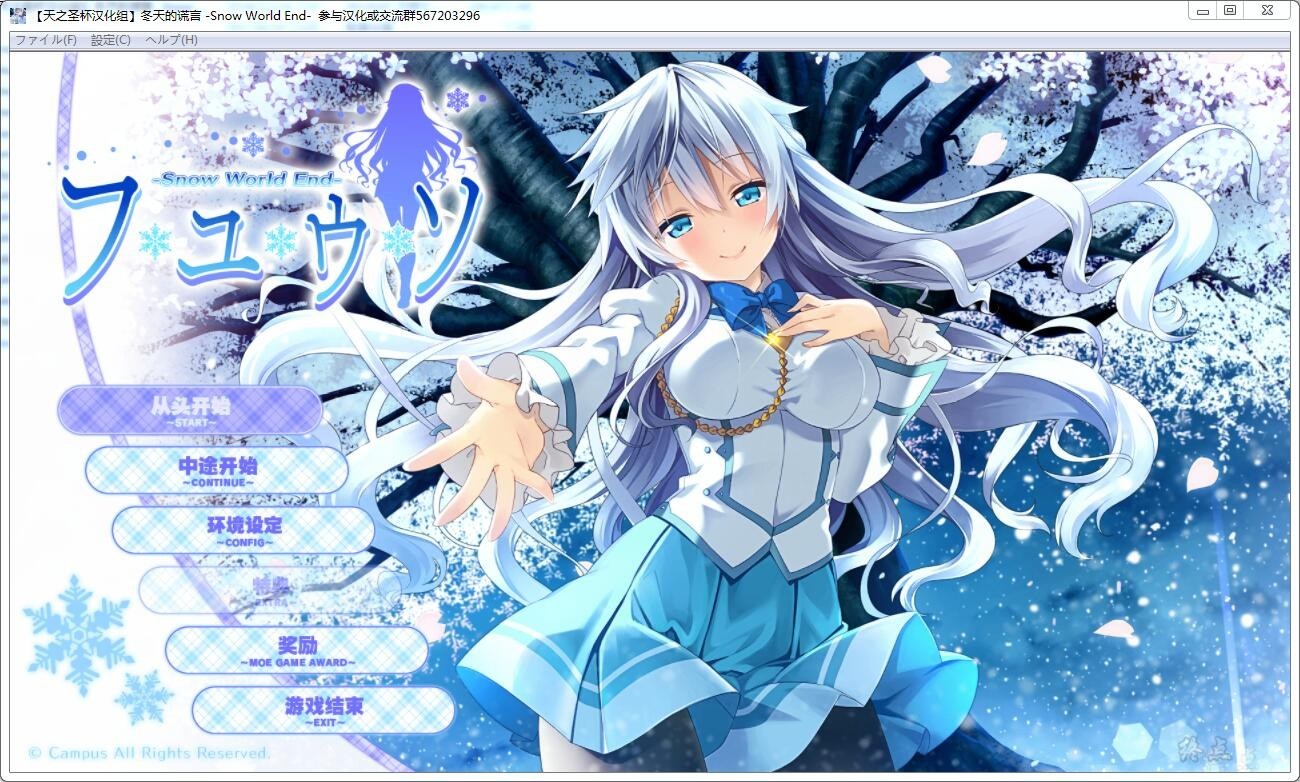 【天之圣杯汉化组】冬天的谎言 -Snow World End- 参与汉化或交流群567203296
ファイル(F) 設定(C) ヘルプ(H)
-Snow World End-
フユウソ
从头开始
~START~
中途开始
~CONTINUE~
环境设定
~CONFIG~
特典
~EXTRA~
奖励
~MOE GAME AWARD~
游戏结束
~EXIT~
© Campus All Rights Reserved.